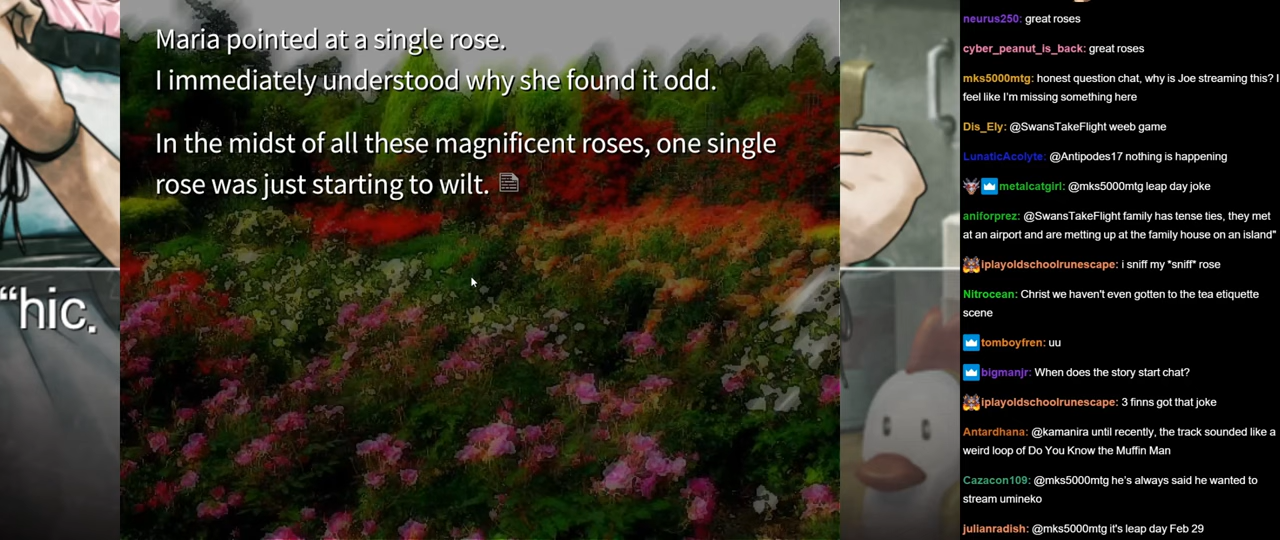 Maria pointed at a single rose.
I immediately understood why she found it odd.
In the midst of all these magnificent roses, one single
rose was just starting to wilt.
“hic.
neurus250: great roses
cyber_peanut_is_back: great roses
mks5000mtg: honest question chat, why is Joe streaming this? I
feel like I'm missing something here
Dis_Ely: @SwansTakeFlight weeb game
LunaticAcolyte: @Antipodes17 nothing is happening
metalcatgirl: @mks5000mtg leap day joke
aniforprez: @SwansTakeFlight family has tense ties, they met
at an airport and are metting up at the family house on an island"
iplayoldschoolrunescape: i sniff my *sniff* rose
Nitrocean: Christ we haven't even gotten to the tea etiquette
scene
tomboyfren: uu
bigmanjr: When does the story start chat?
iplayoldschoolrunescape: 3 finns got that joke
Antardhana: @kamanira until recently, the track sounded like a
weird loop of Do You Know the Muffin Man
Cazacon109: @mks5000mtg he's always said he wanted to
stream umineko
julianradish: @mks5000mtg it's leap day Feb 29